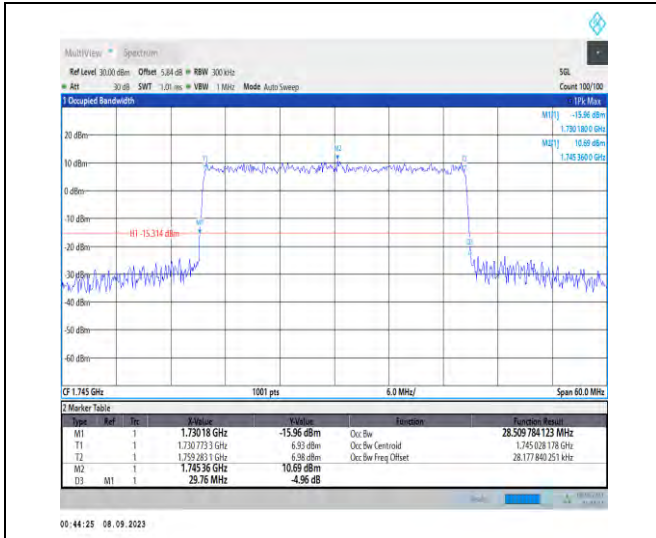 MultiView Spectrum
Ref Level 30.00 dBm Offset 5.84 dB RBW 300 kHz SGL
Att 30 dB SWT 1.01 ms VBW 1 MHz Mode Auto Sweep Count 100/100
1 Occupied Bandwidth 1Pk Max
M1[1] -15.96 dBm
1.730 180 0 GHz
20 dBm M2[1] 10.69 dBm
1.745 360 0 GHz
M2
10 dBm T1 T2
0 dBm
-10 dBm
M1
H1 -15.314 dBm
-20 dBm D3
-30 dBm
-40 dBm
-50 dBm
-60 dBm
CF 1.745 GHz 1001 pts 6.0 MHz/ Span 60.0 MHz
2 Marker Table
Type Ref Trc X-Value Y-Value Function Function Result
M1 1 1.73018 GHz -15.96 dBm Occ Bw 28.509 784 123 MHz
T1 1 1.730 773 3 GHz 6.93 dBm Occ Bw Centroid 1.745 028 178 GHz
T2 1 1.759 283 1 GHz 6.98 dBm Occ Bw Freq Offset 28.177 840 251 kHz
M2 1 1.74536 GHz 10.69 dBm
D3 M1 1 29.76 MHz -4.96 dB
00:44:25 08.09.2023